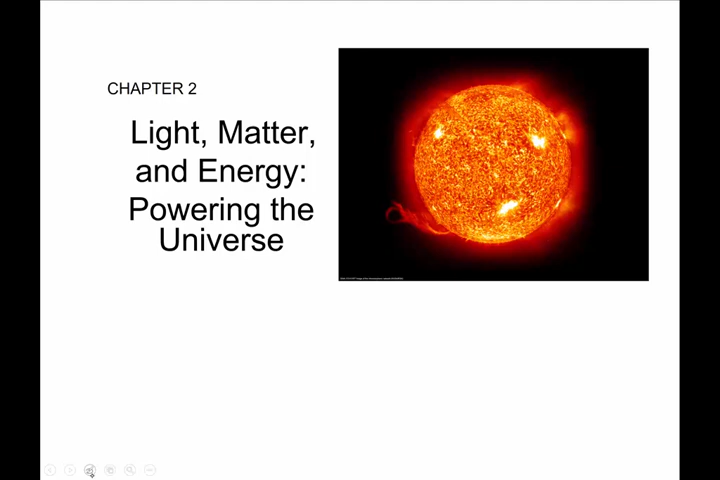 CHAPTER 2
Light, Matter,
and Energy:
Powering the
Universe